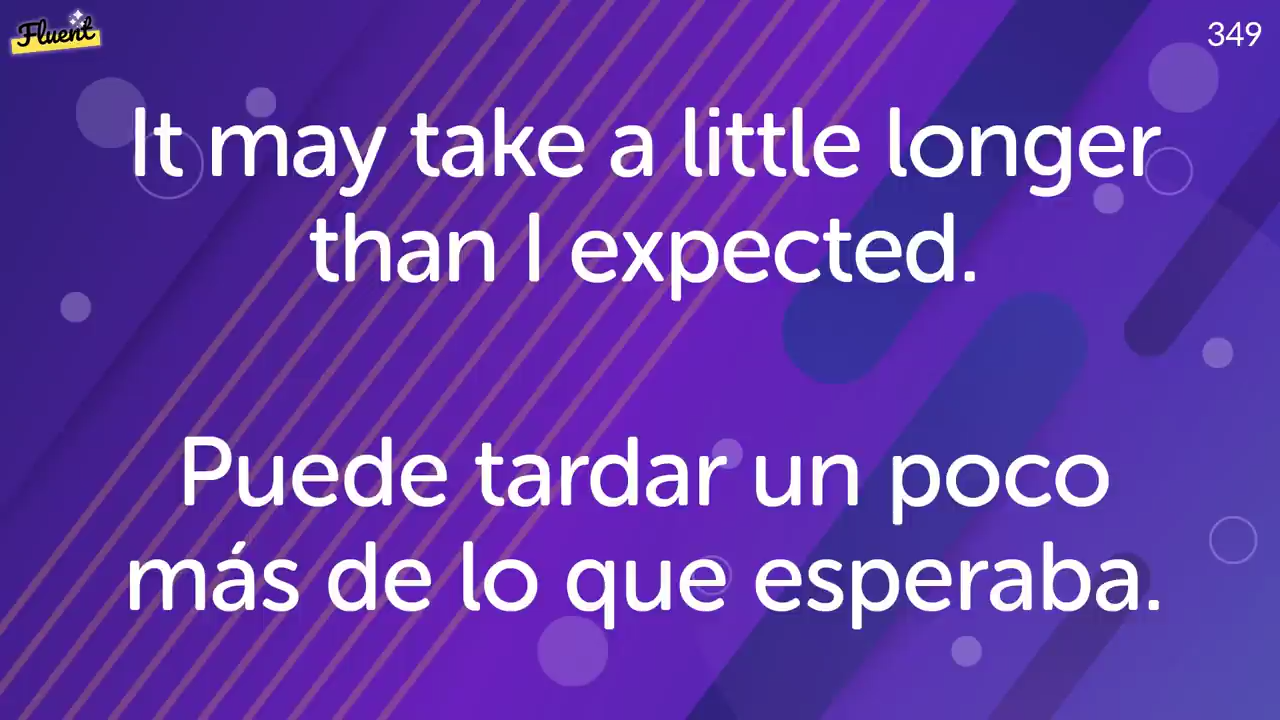 Fluent
349
It may take a little longer
than I expected.
Puede tardar un poco
más de lo que esperaba.